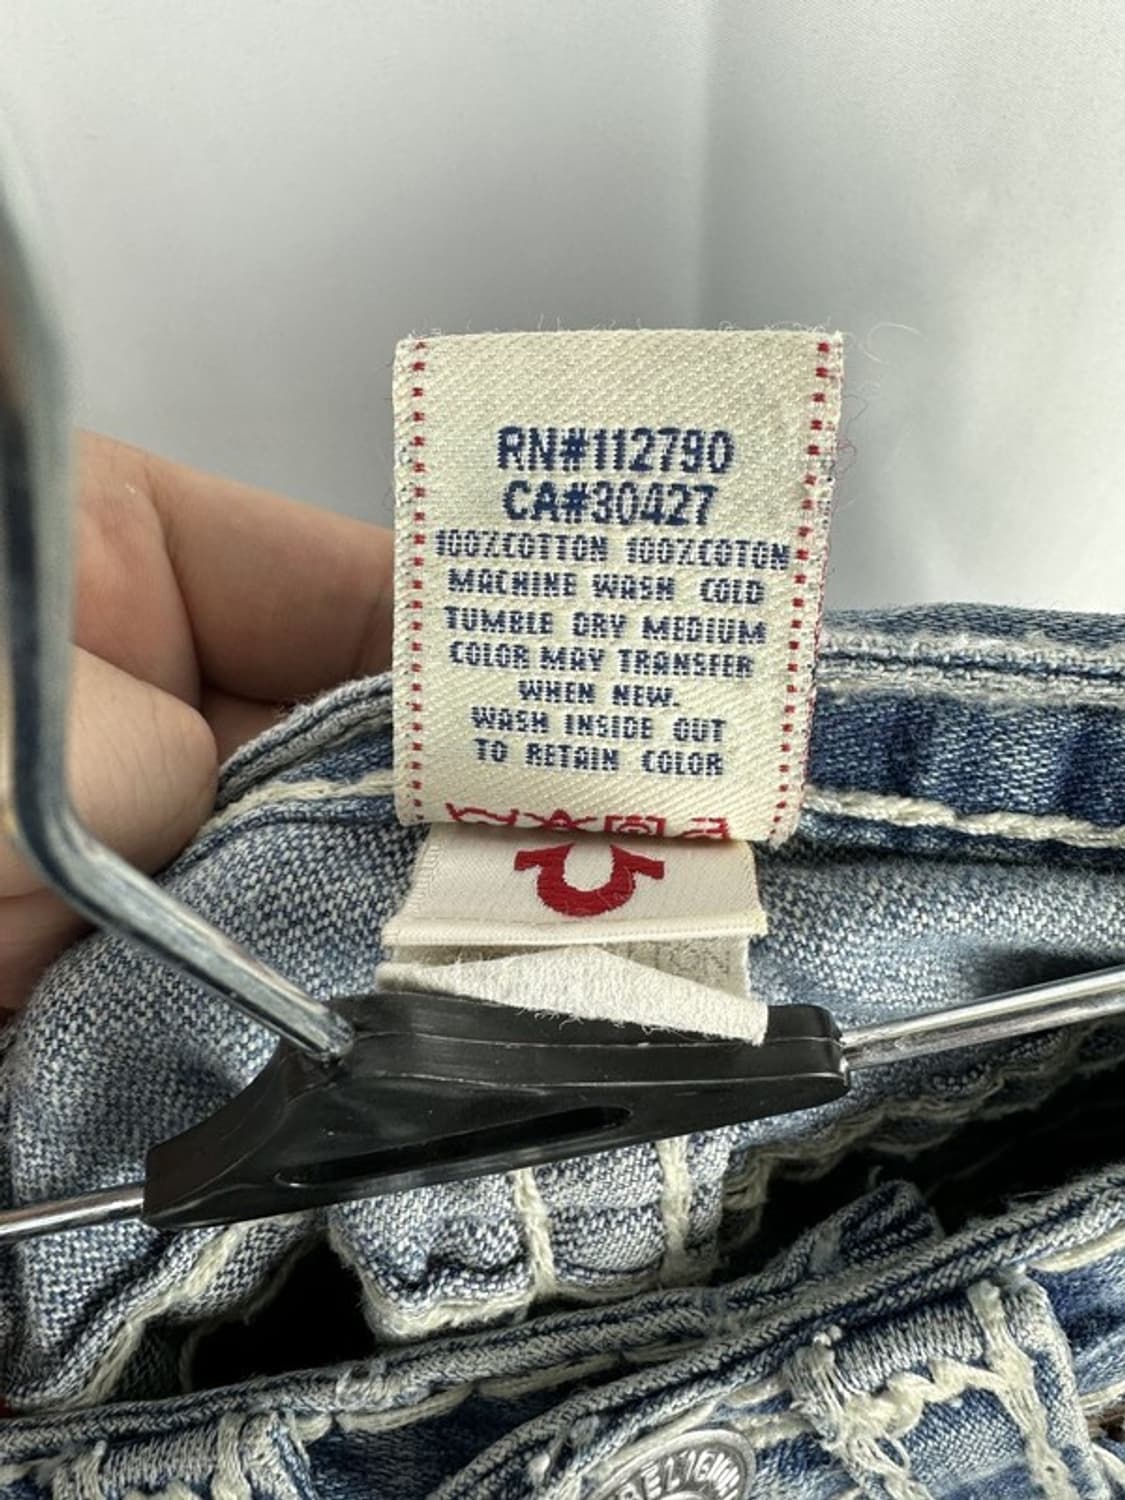 RN#112790
CA#30427
100%COTTON 100%COTON
MACHINE WASH COLD
TUMBLE DRY MEDIUM
COLOR MAY TRANSFER
WHEN NEW.
WASH INSIDE OUT
TO RETAIN COLOR